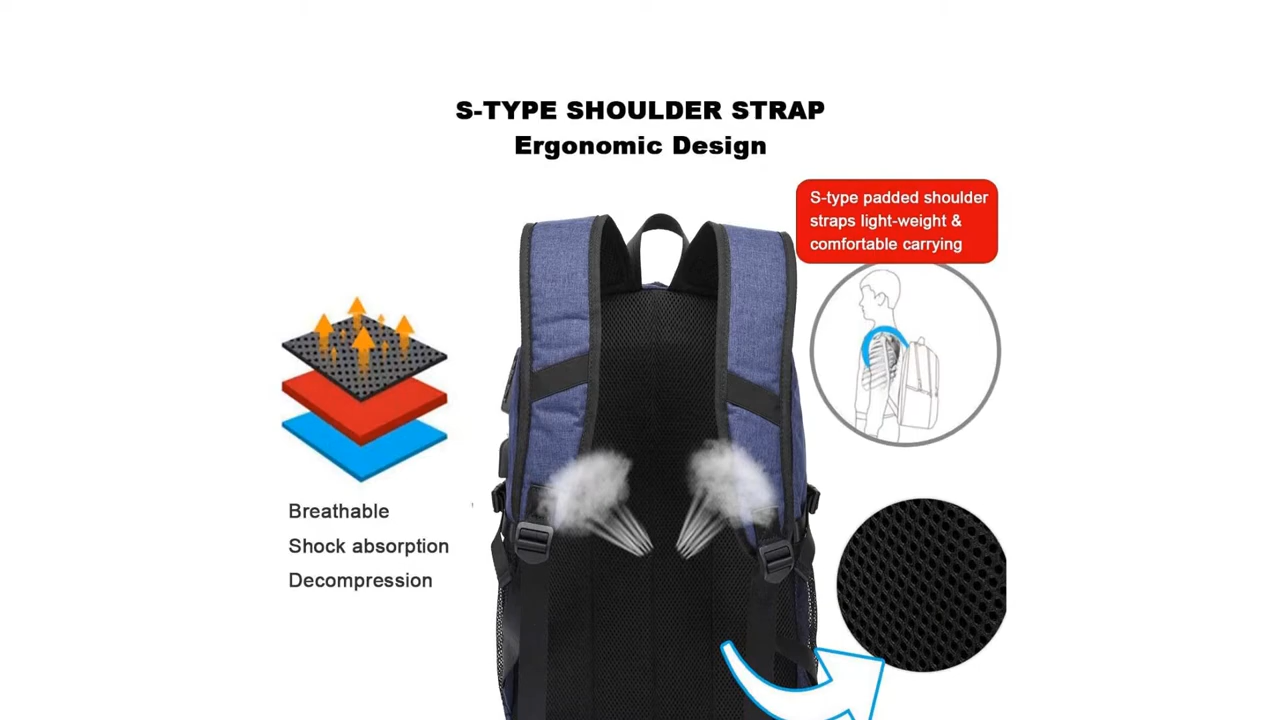 S-TYPE SHOULDER STRAP
Ergonomic Design
S-type padded shoulder
straps light-weight &
comfortable carrying
Breathable
Shock absorption
Decompression